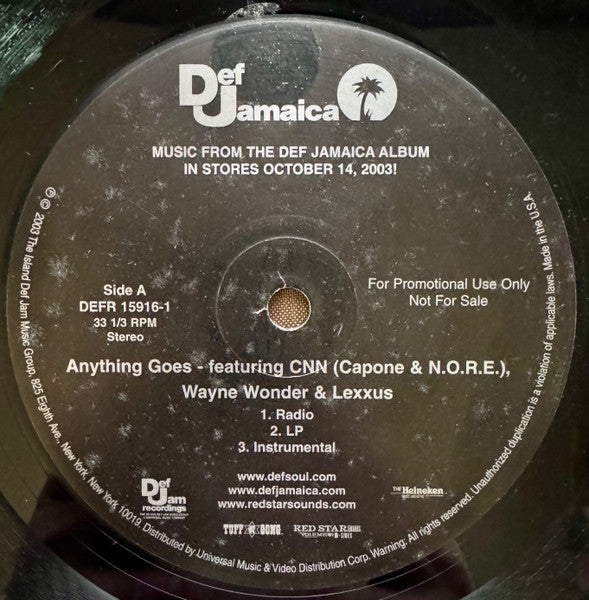 Def
Jamaica
MUSIC FROM THE DEF JAMAICA ALBUM
IN STORES OCTOBER 14, 2003!
Side A
DEFR 15916-1
33 1/3 RPM
Stereo
For Promotional Use Only
Not For Sale
Anything Goes - featuring CNN (Capone & N.O.R.E.),
Wayne Wonder & Lexxus
1. Radio
2. LP
3. Instrumental
www.defsoul.com
www.defjamaica.com
www.redstarsounds.com
Def
Jam
recordings
THE Heineken
TUFF GONG
RED STAR
B-SIDES
℗ © 2003 The Island Def Jam Music Group, 825 Eighth Ave., New York, New York 10019. Distributed by Universal Music & Video Distribution Corp. Warning: All rights reserved. Unauthorized duplication is a violation of applicable laws. Made in the U.S.A.